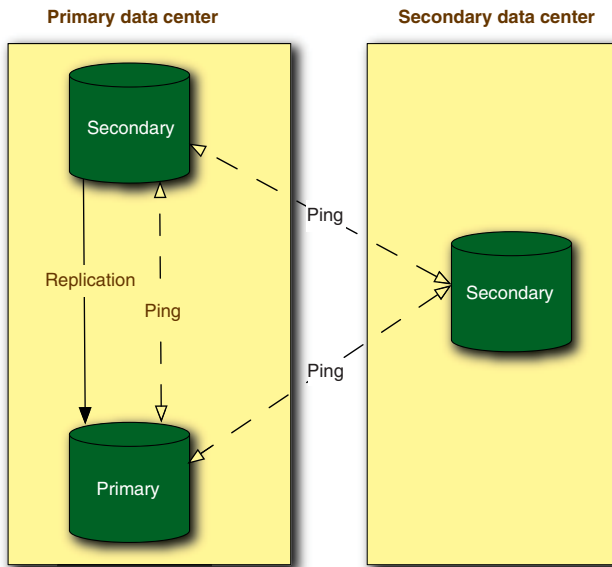 Primary data center
Secondary data center
Secondary
Ping
Replication
Ping
Secondary
Ping
Primary